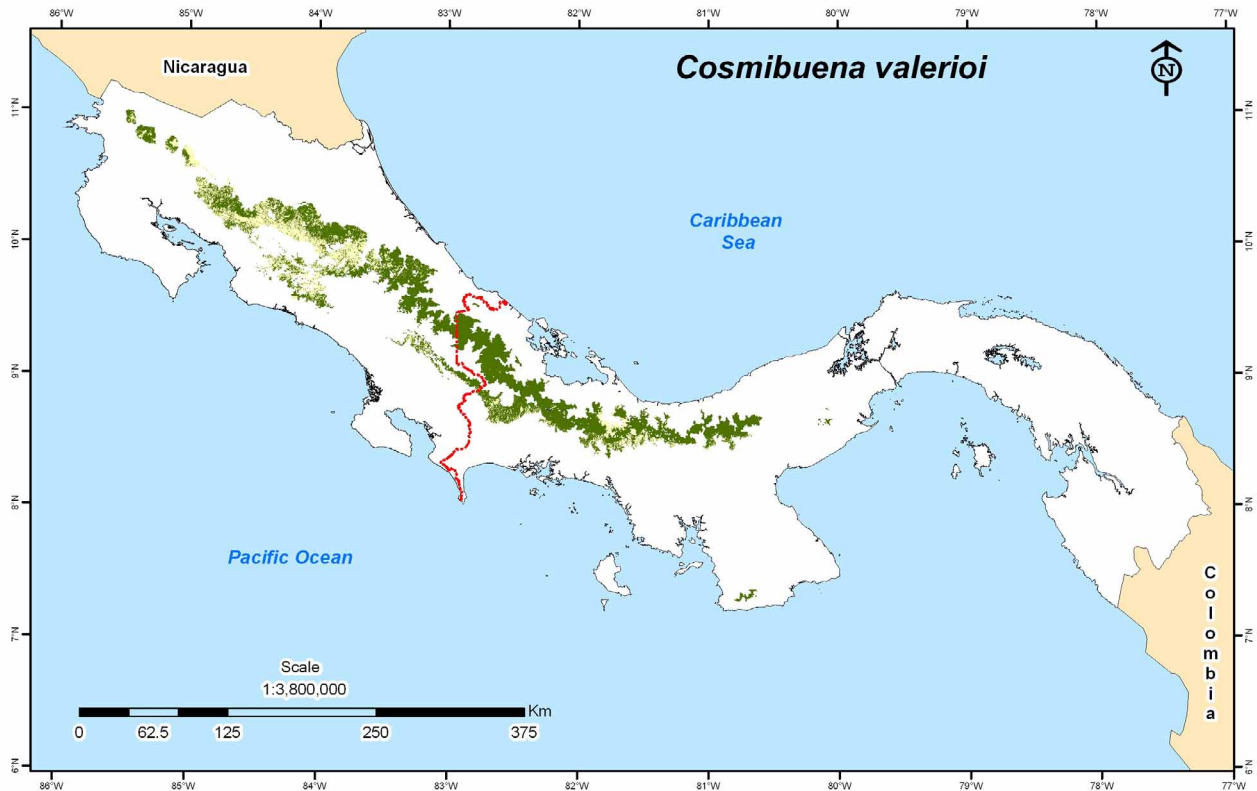 86°W 85°W 84°W 83°W 82°W 81°W 80°W 79°W 78°W 77°W
Nicaragua
Cosmibuena valerioi
N
11°N 11°N
Caribbean
Sea
10°N 10°N
9°N 9°N
8°N 8°N
Pacific Ocean
Colombia
7°N 7°N
Scale
1:3,800,000
Km
0 62.5 125 250 375
6°N 6°N
86°W 85°W 84°W 83°W 82°W 81°W 80°W 79°W 78°W 77°W